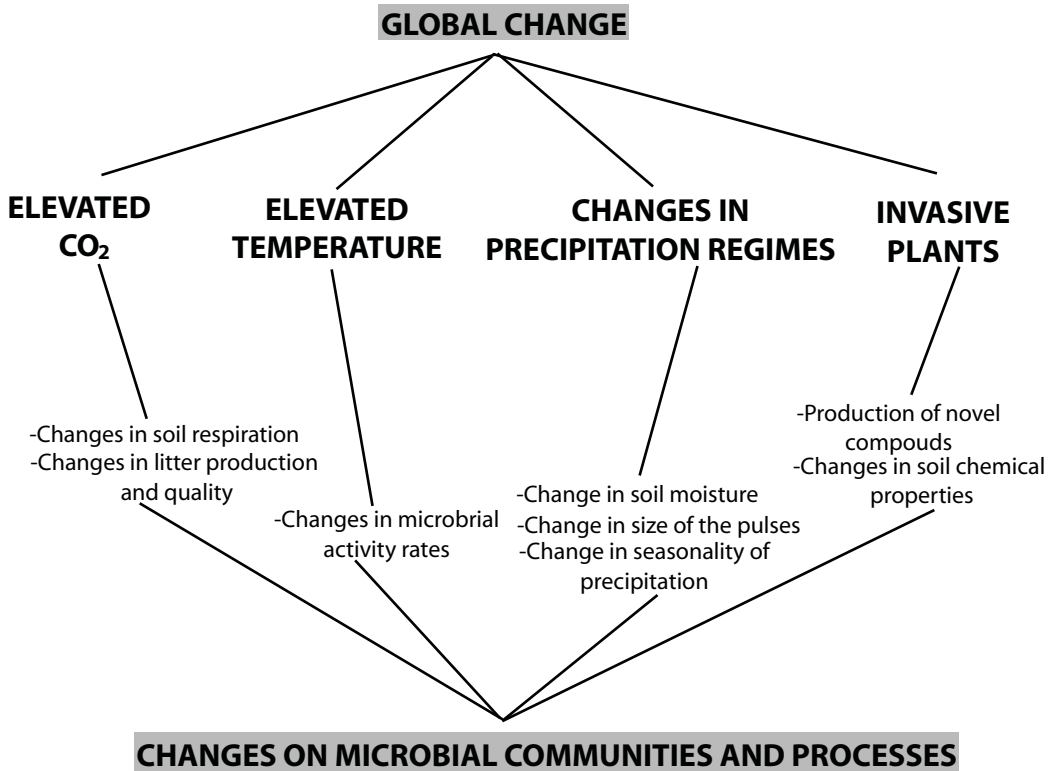 GLOBAL CHANGE
ELEVATED
CO₂
ELEVATED
TEMPERATURE
CHANGES IN
PRECIPITATION REGIMES
INVASIVE
PLANTS
-Changes in soil respiration
-Changes in litter production
and quality
-Changes in microbrial
activity rates
-Change in soil moisture
-Change in size of the pulses
-Change in seasonality of
precipitation
-Production of novel
compouds
-Changes in soil chemical
properties
CHANGES ON MICROBIAL COMMUNITIES AND PROCESSES